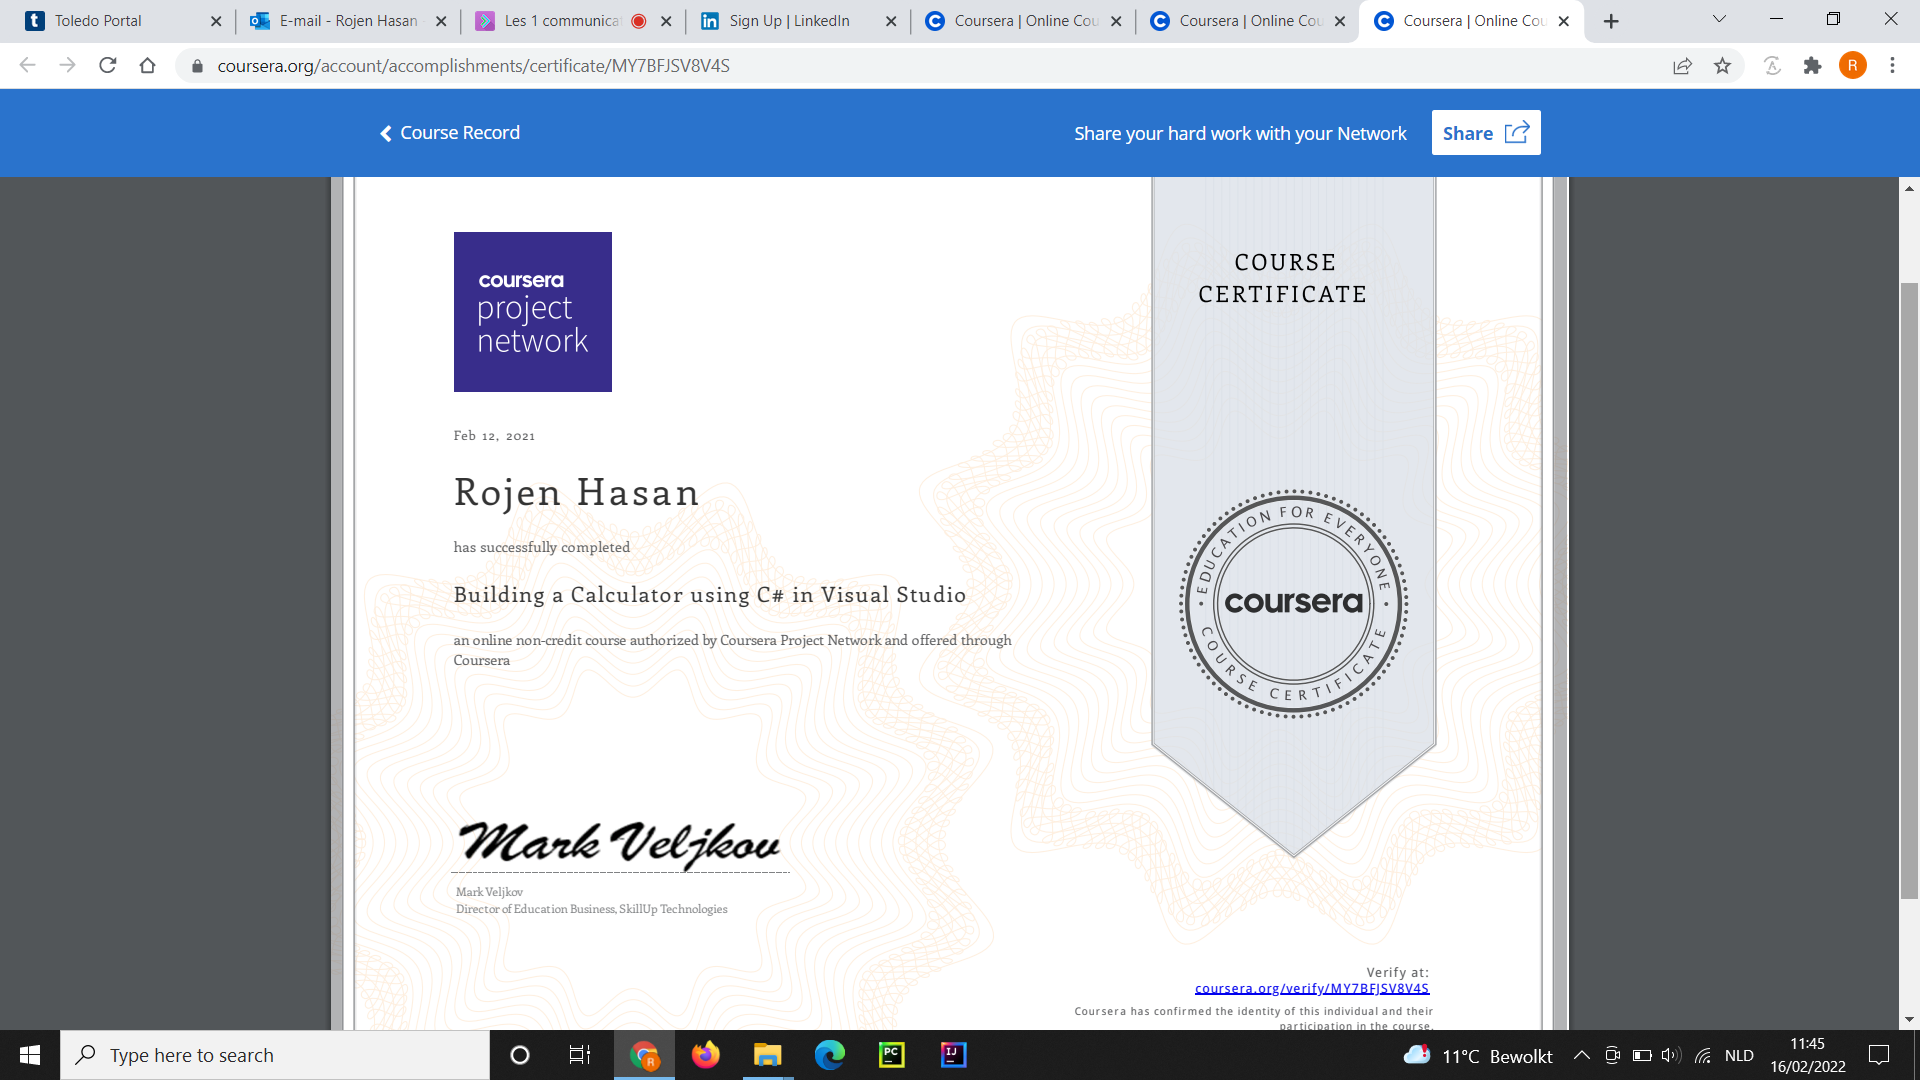 Toledo Portal
E-mail - Rojen Hasan
Les 1 communica
Sign Up | LinkedIn
Coursera | Online Cou
Coursera | Online Cou
Coursera | Online Cou
coursera.org/account/accomplishments/certificate/MY7BFJSV8V4S
R
Course Record
Share your hard work with your Network
Share
coursera
project
network
COURSE
CERTIFICATE
Feb 12, 2021
Rojen Hasan
has successfully completed
Building a Calculator using C# in Visual Studio
an online non-credit course authorized by Coursera Project Network and offered through
Coursera
EDUCATION FOR EVERYONE
coursera
COURSE CERTIFICATE
Mark Veljkov
Mark Veljkov
Director of Education Business, SkillUp Technologies
Verify at:
coursera.org/verify/MY7BFJSV8V4S
Coursera has confirmed the identity of this individual and their
participation in the course.
Type here to search
R
PC
IJ
11°C Bewolkt
NLD
11:45
16/02/2022